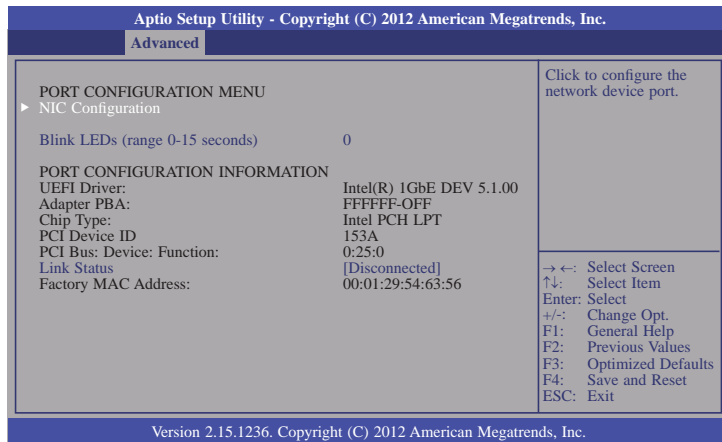 Aptio Setup Utility - Copyright (C) 2012 American Megatrends, Inc.
Advanced
PORT CONFIGURATION MENU
► NIC Configuration
Blink LEDs (range 0-15 seconds) 0
PORT CONFIGURATION INFORMATION
UEFI Driver: Intel(R) 1GbE DEV 5.1.00
Adapter PBA: FFFFFF-OFF
Chip Type: Intel PCH LPT
PCI Device ID 153A
PCI Bus: Device: Function: 0:25:0
Link Status [Disconnected]
Factory MAC Address: 00:01:29:54:63:56
Click to configure the
network device port.
→ ←: Select Screen
↑↓: Select Item
Enter: Select
+/-: Change Opt.
F1: General Help
F2: Previous Values
F3: Optimized Defaults
F4: Save and Reset
ESC: Exit
Version 2.15.1236. Copyright (C) 2012 American Megatrends, Inc.